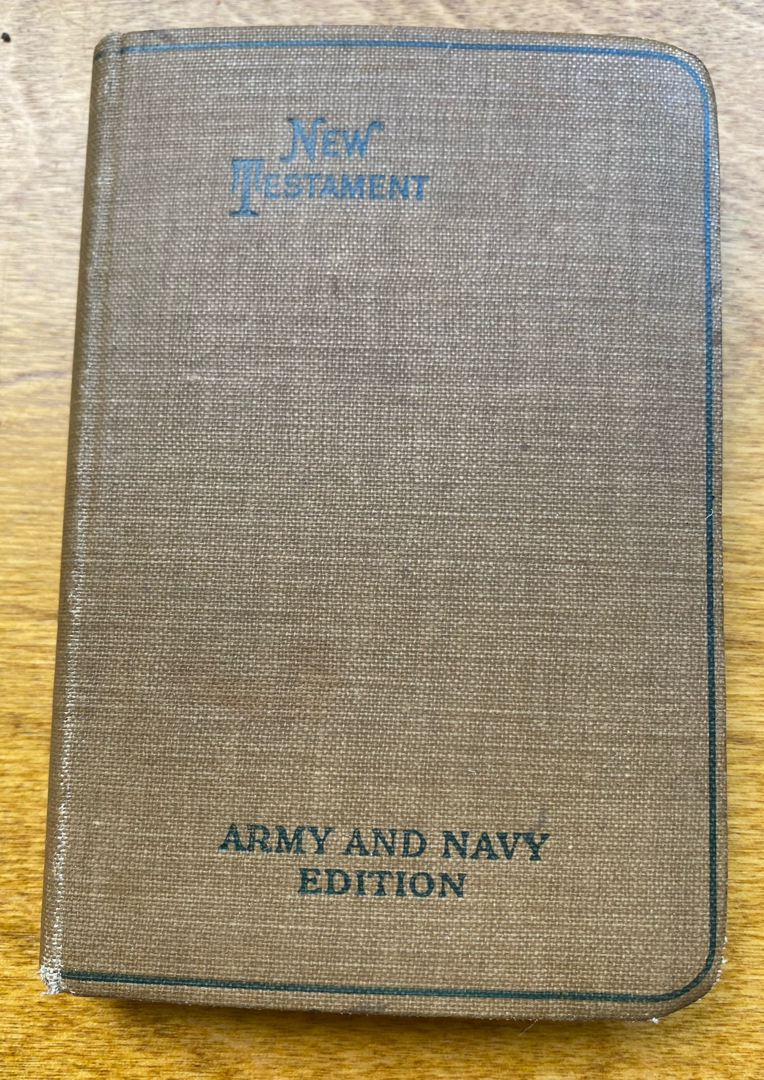 New
Testament
ARMY AND NAVY
EDITION